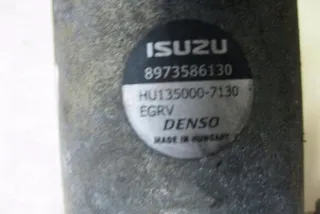 ISUZU
8973586130
HU135000-7130
EGRV
DENSO
MADE IN HUNGARY